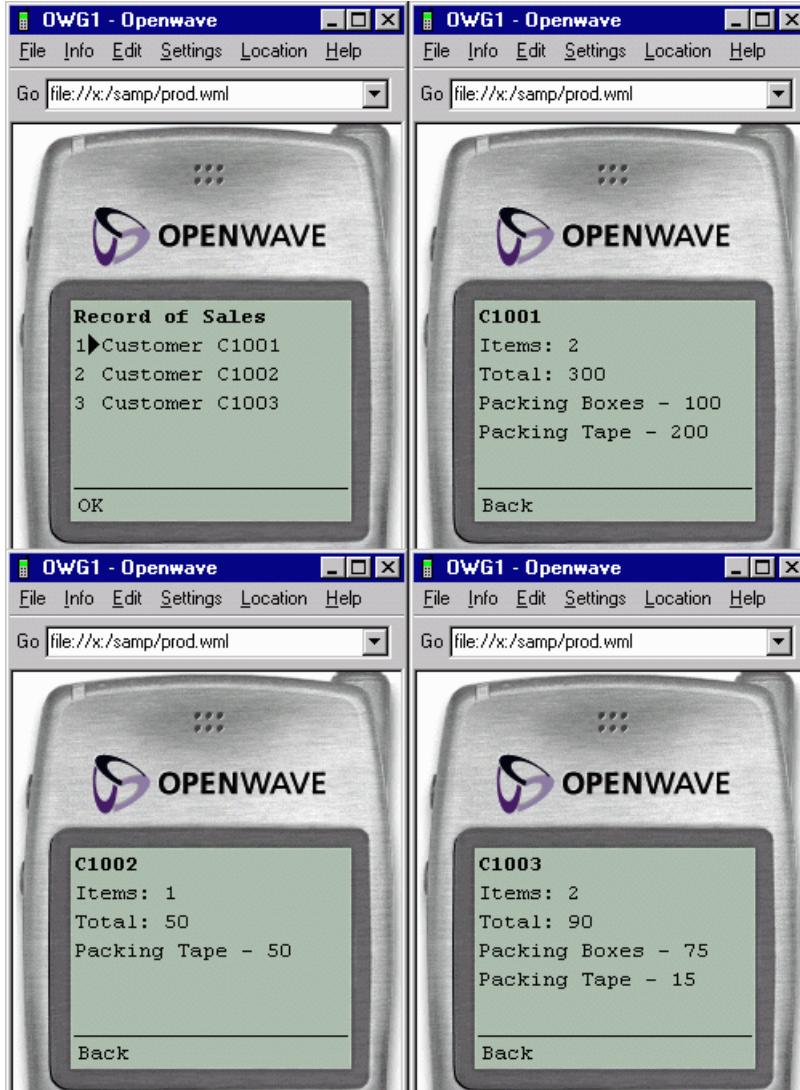 OWG1 - Openwave
File Info Edit Settings Location Help
Go file://x:/samp/prod.wml
OPENWAVE
Record of Sales
1 Customer C1001
2 Customer C1002
3 Customer C1003
OK
OWG1 - Openwave
File Info Edit Settings Location Help
Go file://x:/samp/prod.wml
OPENWAVE
C1001
Items: 2
Total: 300
Packing Boxes - 100
Packing Tape - 200
Back
OWG1 - Openwave
File Info Edit Settings Location Help
Go file://x:/samp/prod.wml
OPENWAVE
C1002
Items: 1
Total: 50
Packing Tape - 50
Back
OWG1 - Openwave
File Info Edit Settings Location Help
Go file://x:/samp/prod.wml
OPENWAVE
C1003
Items: 2
Total: 90
Packing Boxes - 75
Packing Tape - 15
Back